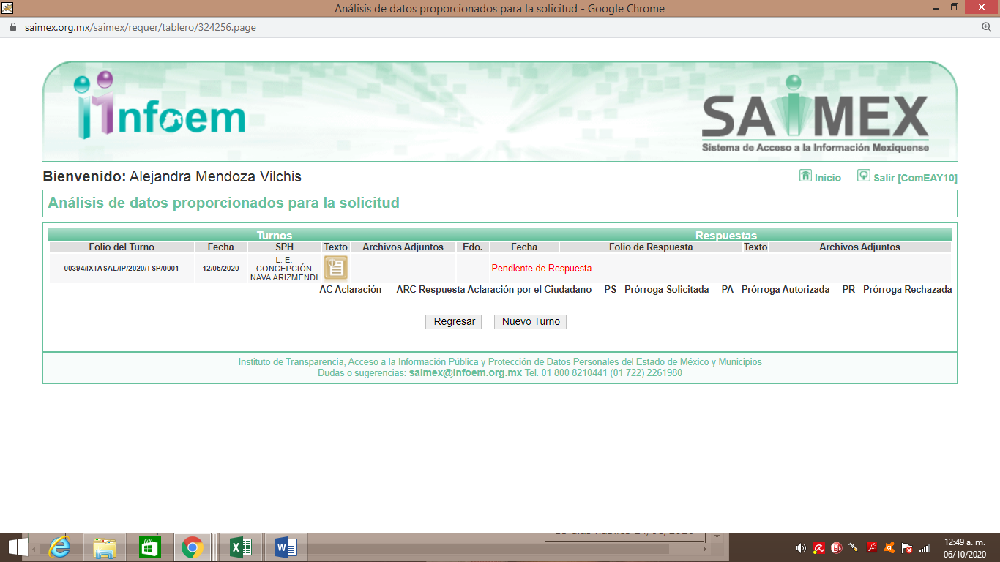 Análisis de datos proporcionados para la solicitud - Google Chrome
saimex.org.mx/saimex/requer/tablero/324256.page
infoem
SAIMEX
Sistema de Acceso a la Información Mexiquense
Bienvenido: Alejandra Mendoza Vilchis
Inicio
Salir [ComEAY10]
Análisis de datos proporcionados para la solicitud
Turnos
Respuestas
Folio del Turno Fecha SPH Texto Archivos Adjuntos Edo. Fecha Folio de Respuesta Texto Archivos Adjuntos
00394/IXTASAL/IP/2020/TSP/0001 12/05/2020 L. E. CONCEPCIÓN NAVA ARIZMENDI Pendiente de Respuesta
AC Aclaración ARC Respuesta Aclaración por el Ciudadano PS - Prórroga Solicitada PA - Prórroga Autorizada PR - Prórroga Rechazada
Regresar Nuevo Turno
Instituto de Transparencia, Acceso a la Información Pública y Protección de Datos Personales del Estado de México y Municipios
Dudas o sugerencias: saimex@infoem.org.mx Tel. 01 800 8210441 (01 722) 2261980
12:49 a. m.
06/10/2020